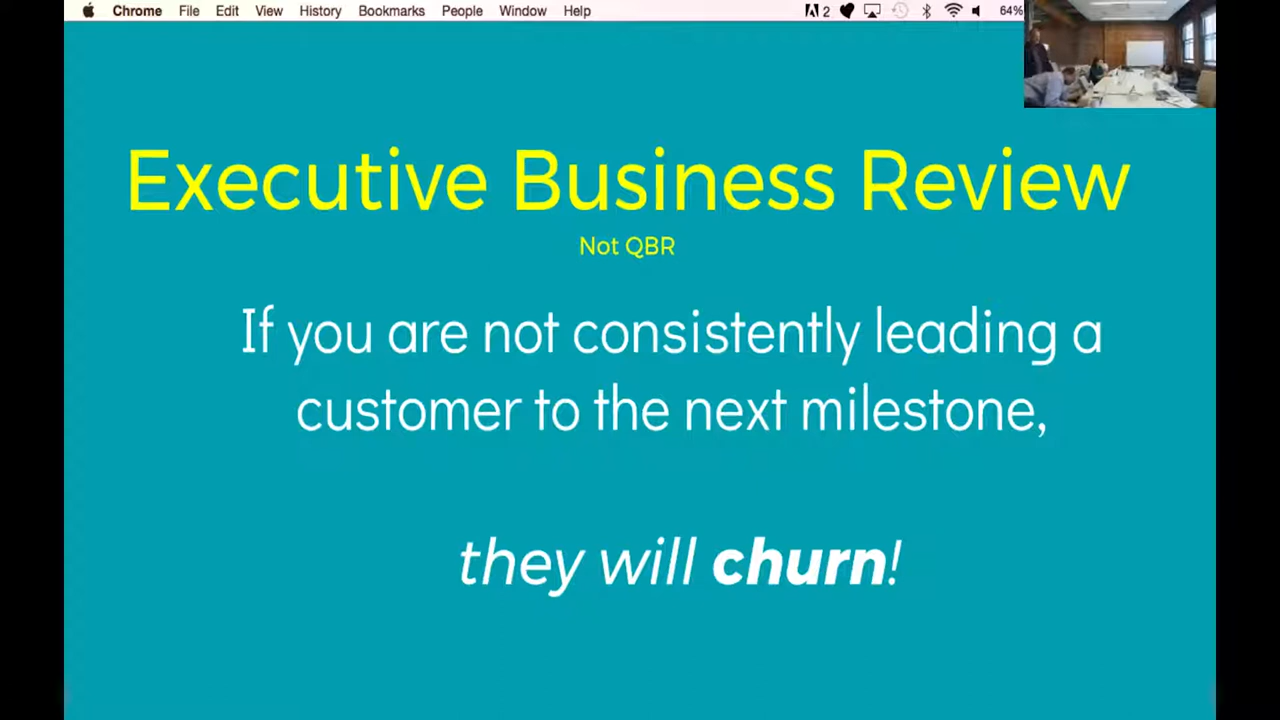 Chrome File Edit View History Bookmarks People Window Help 2 64%
Executive Business Review
Not QBR
If you are not consistently leading a
customer to the next milestone,
they will churn!